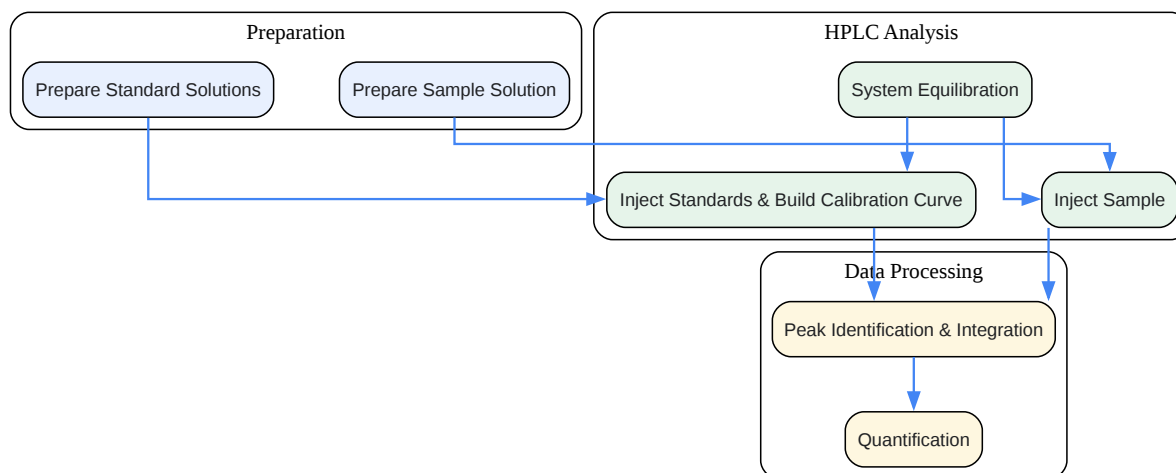 Preparation
HPLC Analysis
Prepare Standard Solutions
Prepare Sample Solution
System Equilibration
Inject Standards & Build Calibration Curve
Inject Sample
Data Processing
Peak Identification & Integration
Quantification